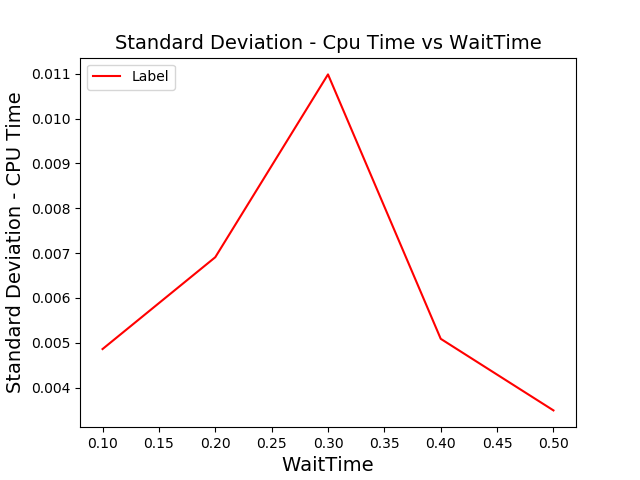 Standard Deviation - Cpu Time vs WaitTime
Label
Standard Deviation - CPU Time
0.011
0.010
0.009
0.008
0.007
0.006
0.005
0.004
0.10 0.15 0.20 0.25 0.30 0.35 0.40 0.45 0.50
WaitTime